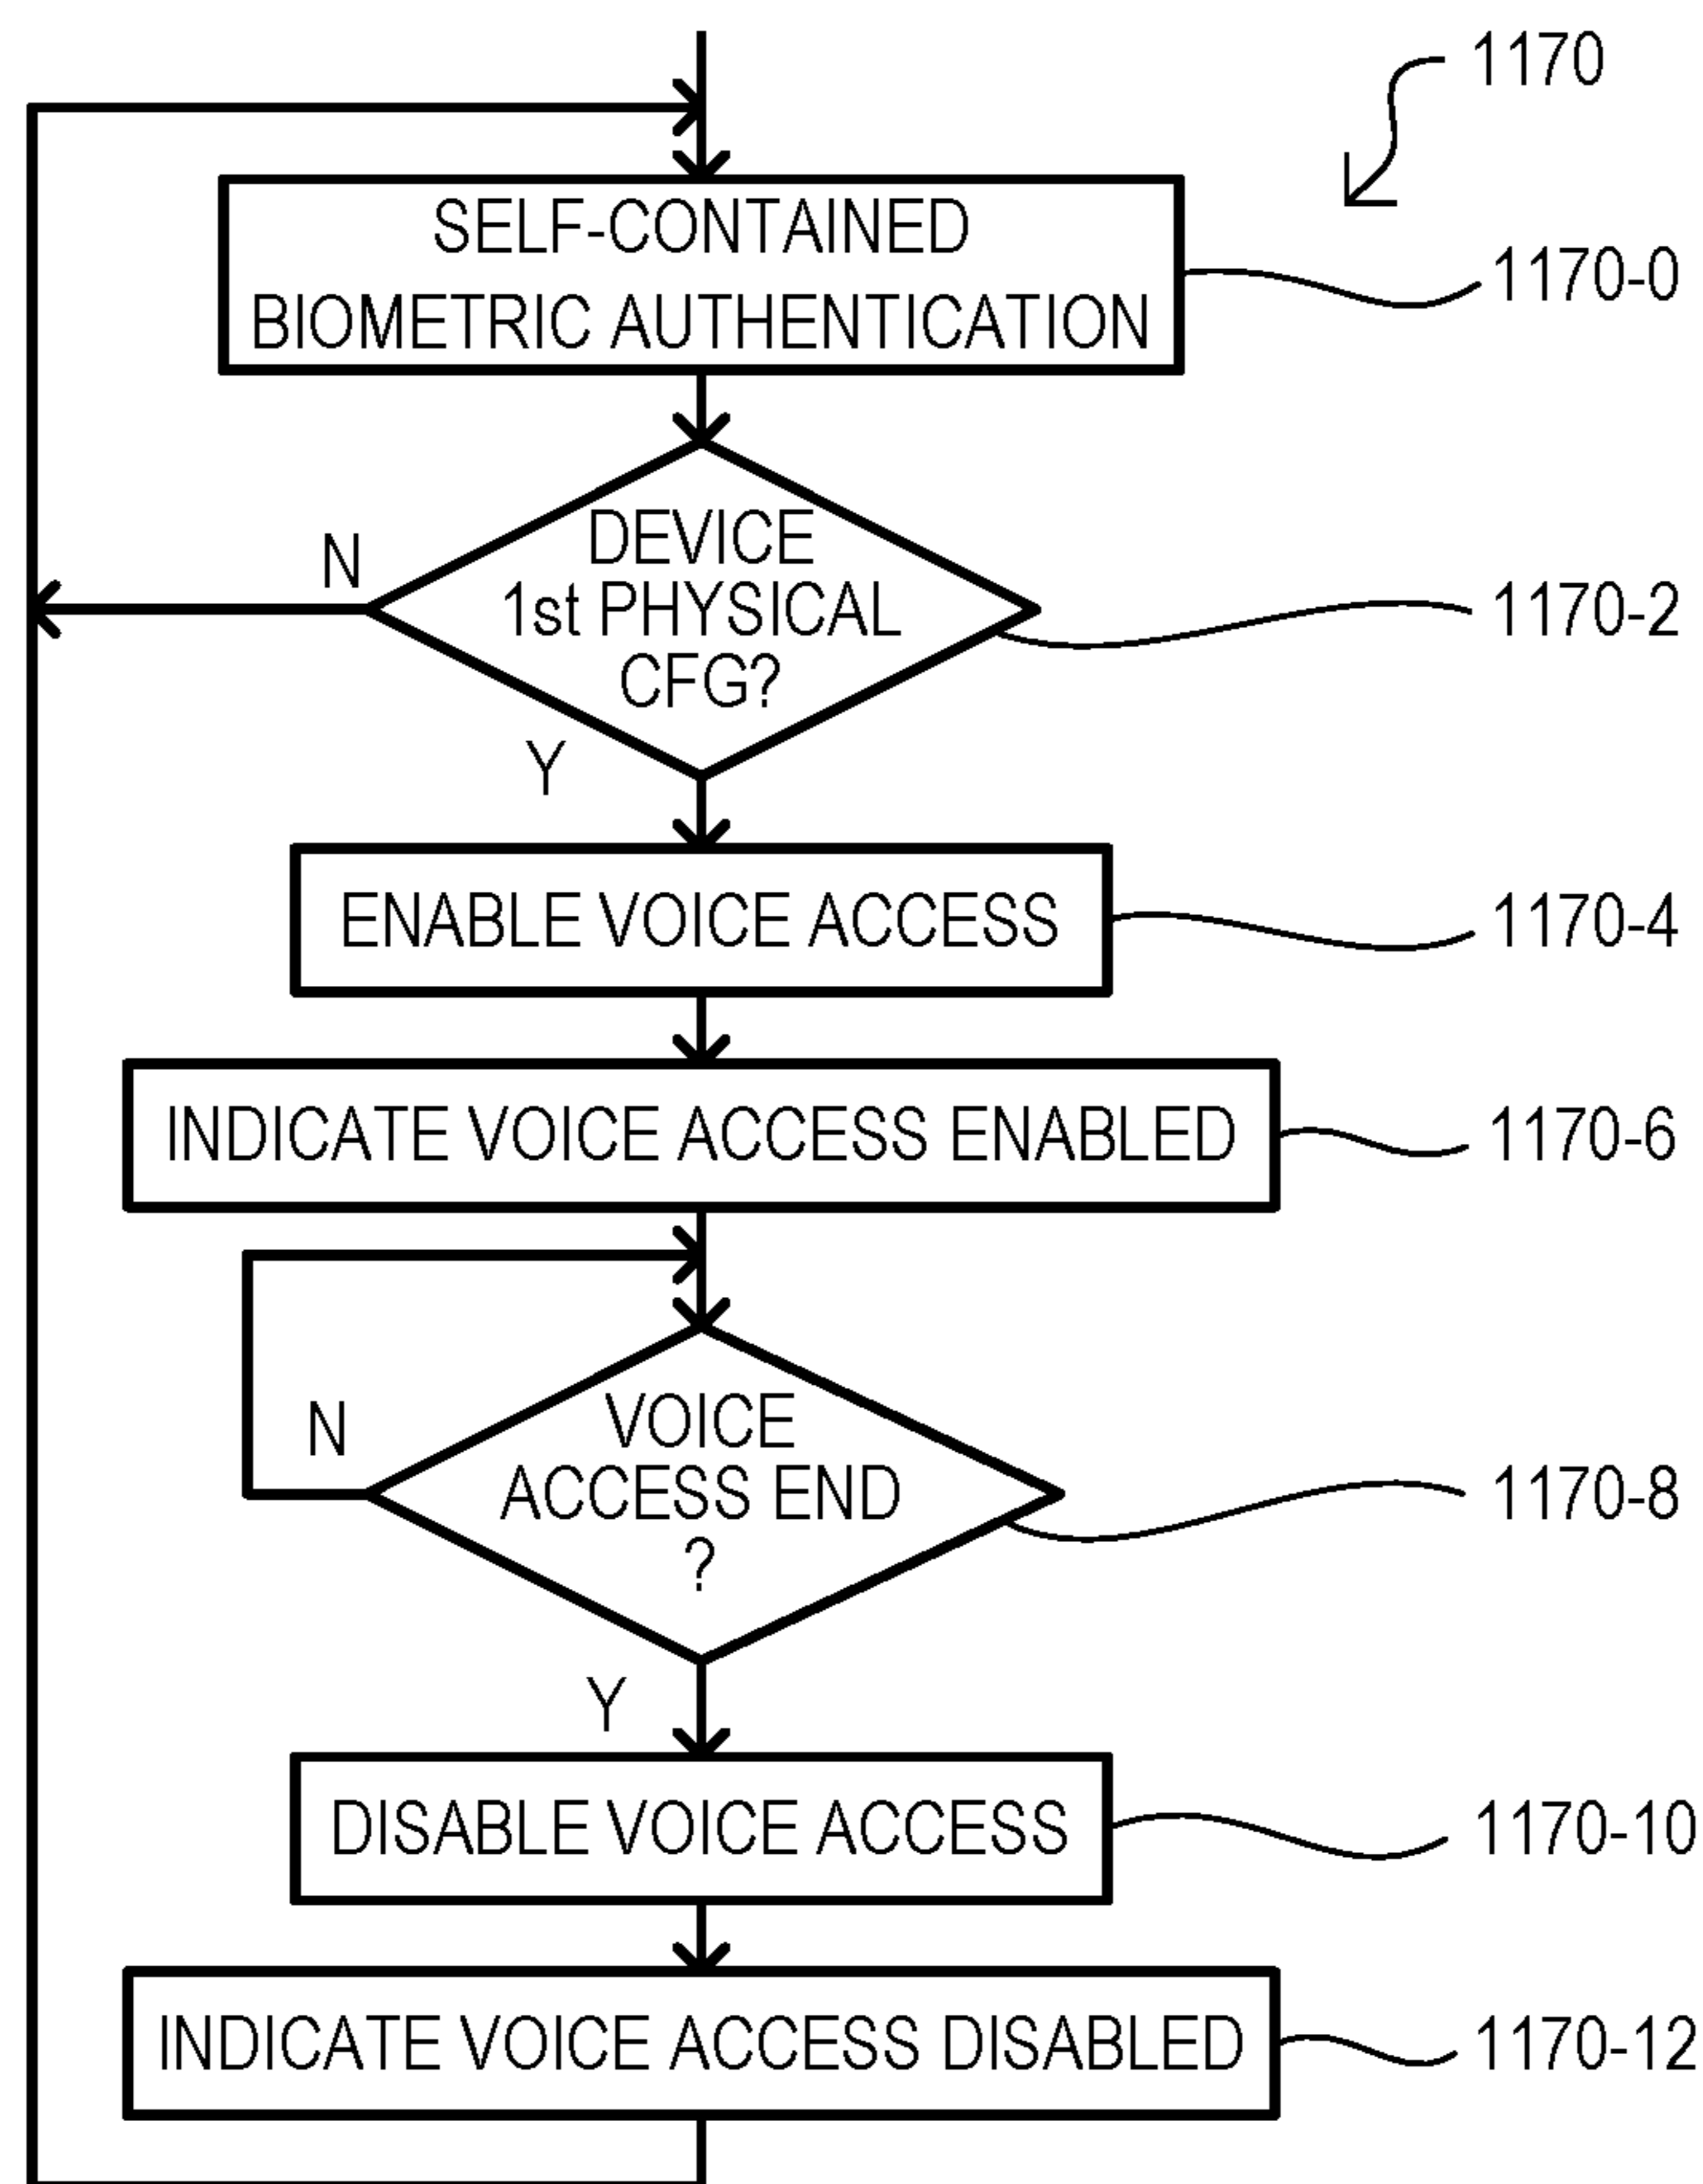 1170
SELF-CONTAINED
BIOMETRIC AUTHENTICATION
1170-0
DEVICE
1st PHYSICAL
CFG?
N
1170-2
Y
ENABLE VOICE ACCESS
1170-4
INDICATE VOICE ACCESS ENABLED
1170-6
VOICE
ACCESS END
?
N
1170-8
Y
DISABLE VOICE ACCESS
1170-10
INDICATE VOICE ACCESS DISABLED
1170-12